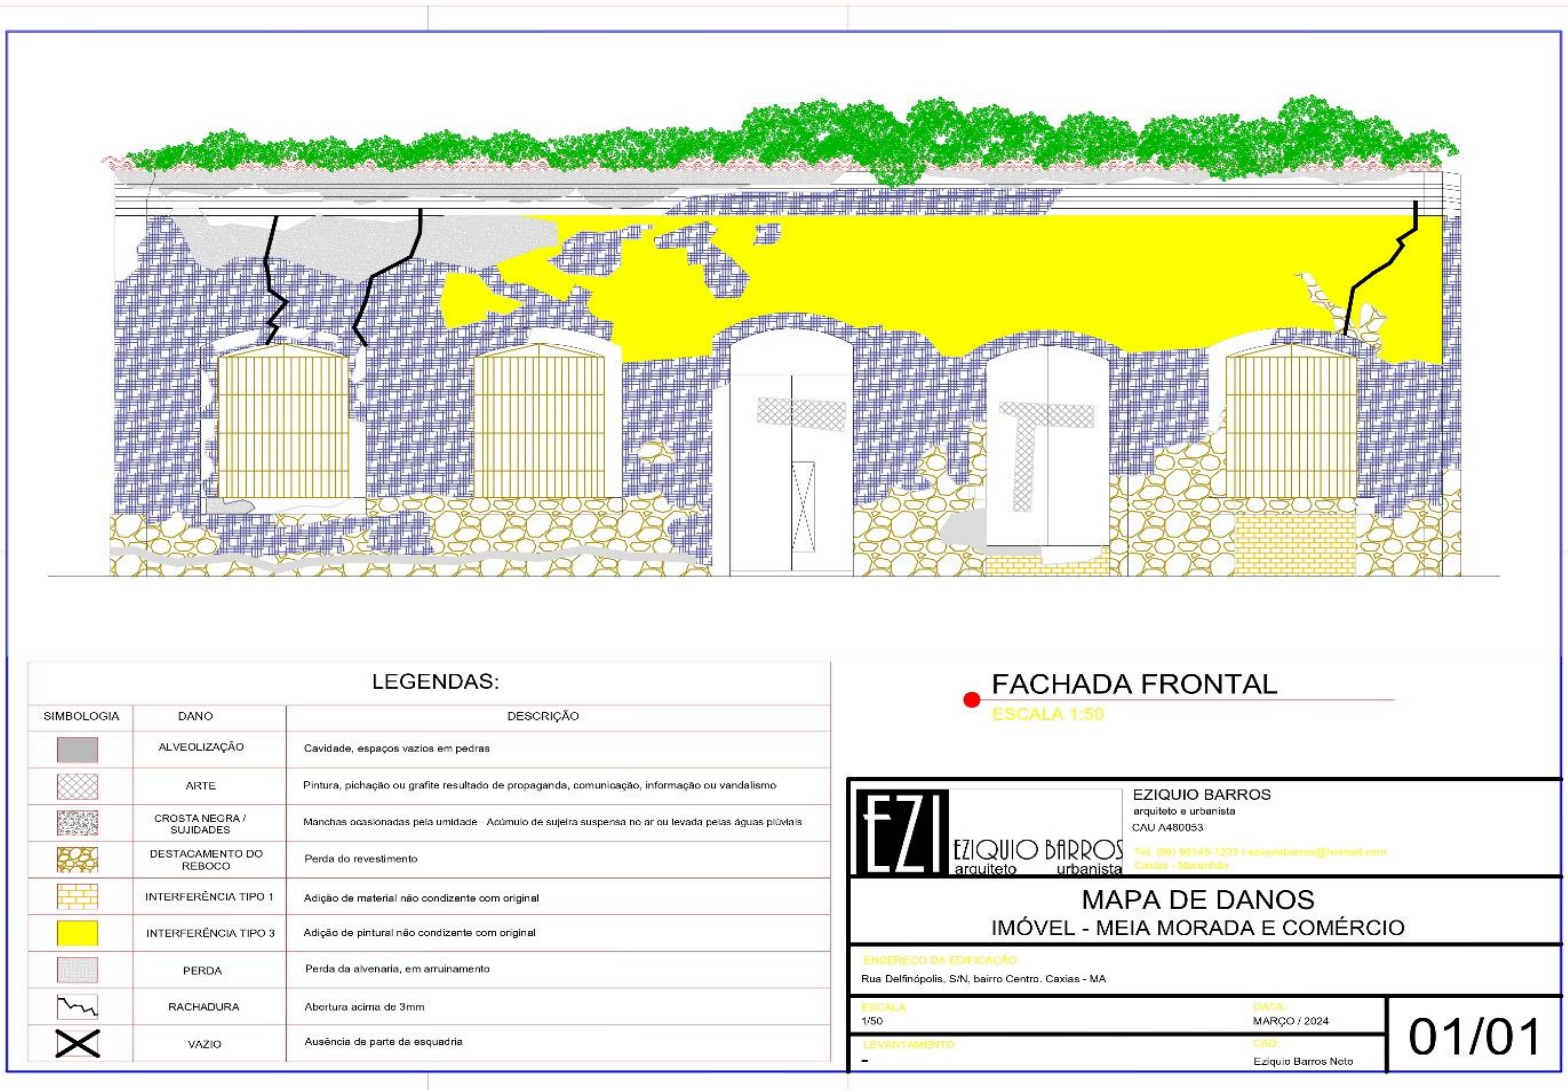 LEGENDAS:
SIMBOLOGIA DANO DESCRIÇÃO
ALVEOLIZAÇÃO Cavidade, espaços vazios em pedras
ARTE Pintura, pichação ou grafite resultado de propaganda, comunicação, informação ou vandalismo
CROSTA NEGRA /
SUJIDADES
Manchas ocasionadas pela umidade - Acúmulo de sujeira suspensa no ar ou levada pelas águas plúviais
DESTACAMENTO DO
REBOCO
Perda do revestimento
INTERFERÊNCIA TIPO 1 Adição de material não condizente com original
INTERFERÊNCIA TIPO 3 Adição de pintural não condizente com original
PERDA Perda da alvenaria, em arruinamento
RACHADURA Abertura acima de 3mm
VAZIO Ausência de parte da esquadria
FACHADA FRONTAL
ESCALA 1:50
EZI
EZIQUIO BARROS
arquiteto urbanista
EZIQUIO BARROS
arquiteto e urbanista
CAU A480053
Caxias - Maranhão
MAPA DE DANOS
IMÓVEL - MEIA MORADA E COMÉRCIO
ENDEREÇO DA EDIFICAÇÃO
Rua Delfinópolis, S/N, bairro Centro. Caxias - MA
ESCALA
1/50
DATA:
MARÇO / 2024
LEVANTAMENTO
-
CAD:
Eziquio Barros Neto
01/01